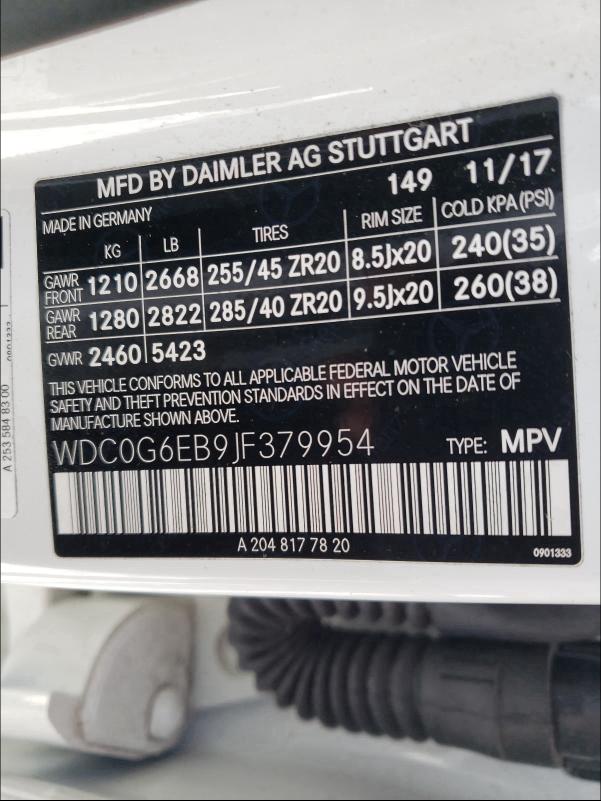 MFD BY DAIMLER AG STUTTGART
149 11/17
MADE IN GERMANY
KG LB TIRES RIM SIZE COLD KPA (PSI)
GAWR FRONT 1210 2668 255/45 ZR20 8.5Jx20 240(35)
GAWR REAR 1280 2822 285/40 ZR20 9.5Jx20 260(38)
GVWR 2460 5423
THIS VEHICLE CONFORMS TO ALL APPLICABLE FEDERAL MOTOR VEHICLE
SAFETY AND THEFT PREVENTION STANDARDS IN EFFECT ON THE DATE OF
MANUFACTURE SHOWN ABOVE.
WDC0G6EB9JF379954 TYPE: MPV
A 204 817 78 20
0901333
A 253 584 83 00
0901333